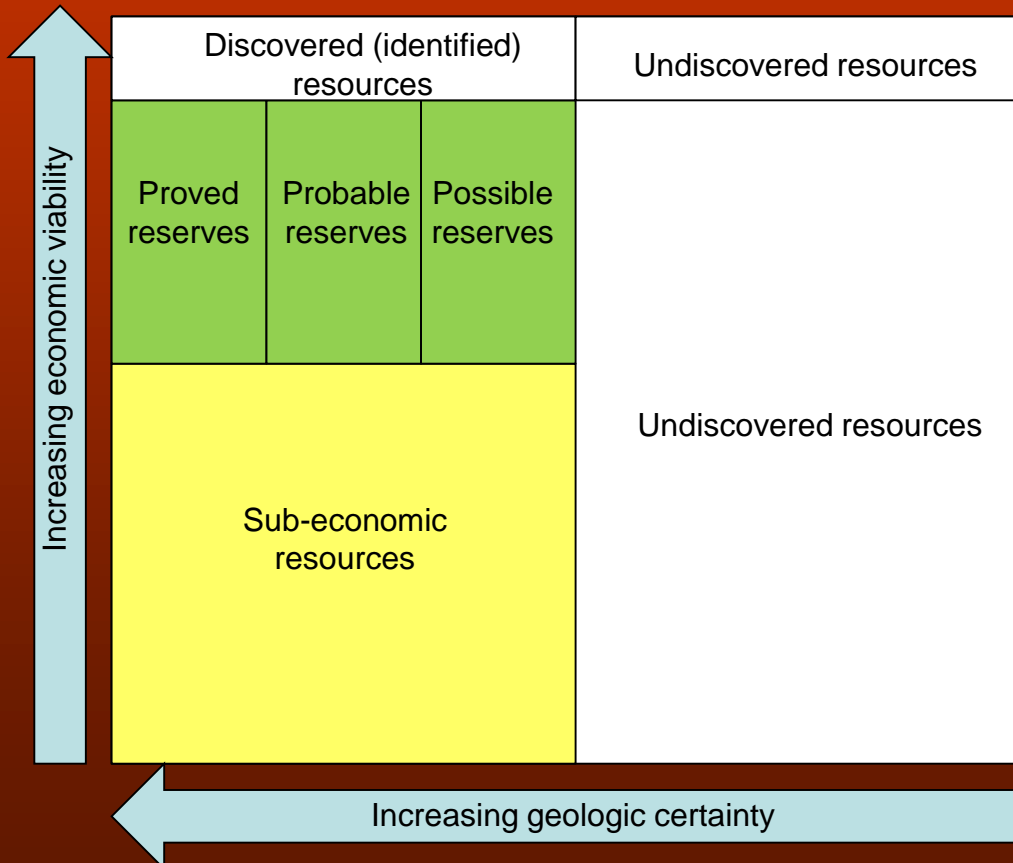 Discovered (identified)
resources
Undiscovered resources
Increasing economic viability
Proved
reserves
Probable
reserves
Possible
reserves
Sub-economic
resources
Undiscovered resources
Increasing geologic certainty